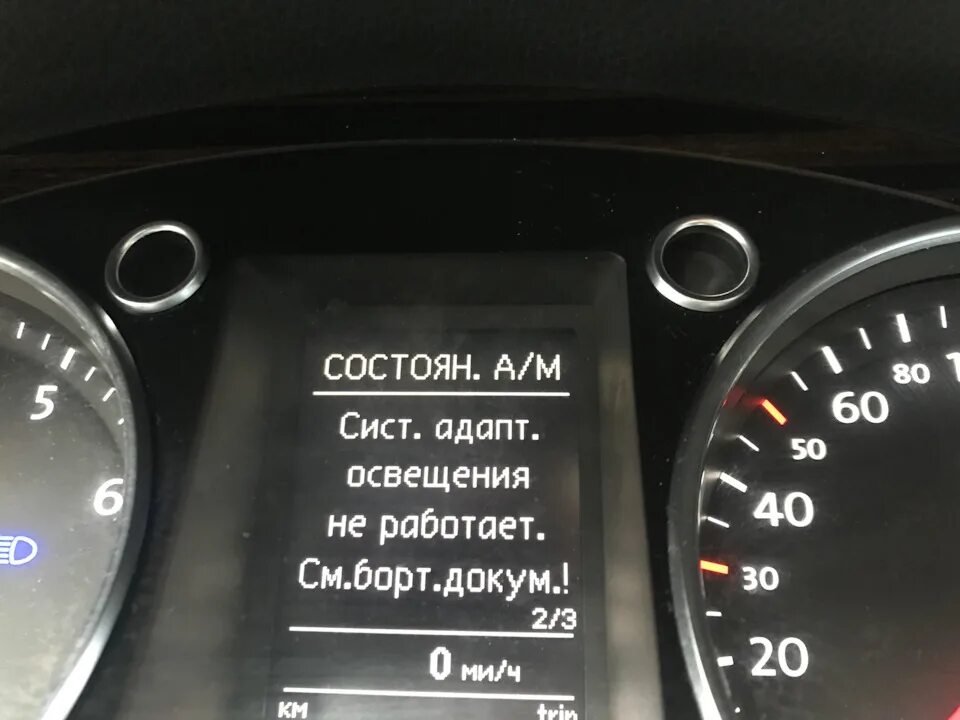 СОСТОЯН. А/М
Сист. адапт.
освещения
не работает.
См.борт.докум.!
2/3
0 ми/ч
км trip
5
6
80
60
50
40
30
20